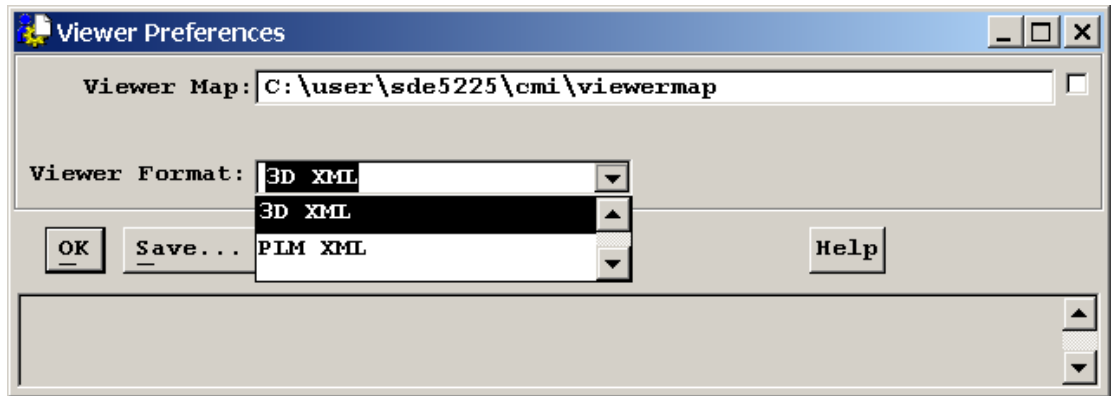 Viewer Preferences
Viewer Map: C:\user\sde5225\cmi\viewermap
Viewer Format: 3D XML
3D XML
PLM XML
OK Save... Help